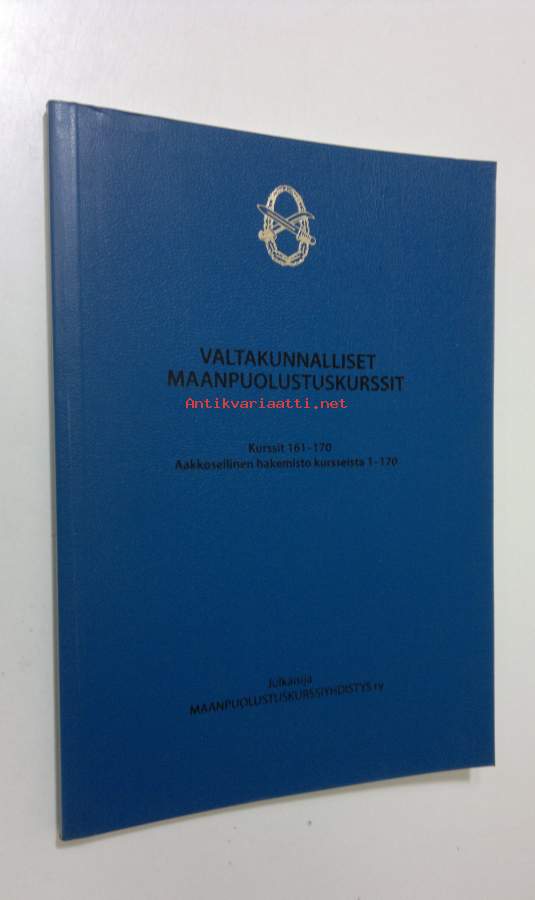 VALTAKUNNALLISET
MAANPUOLUSTUSKURSSIT
Antikvariaatti.net
Kurssit 161–170
Aakkosellinen hakemisto kursseista 1–170
Julkaisija
MAANPUOLUSTUSKURSSIYHDISTYS ry